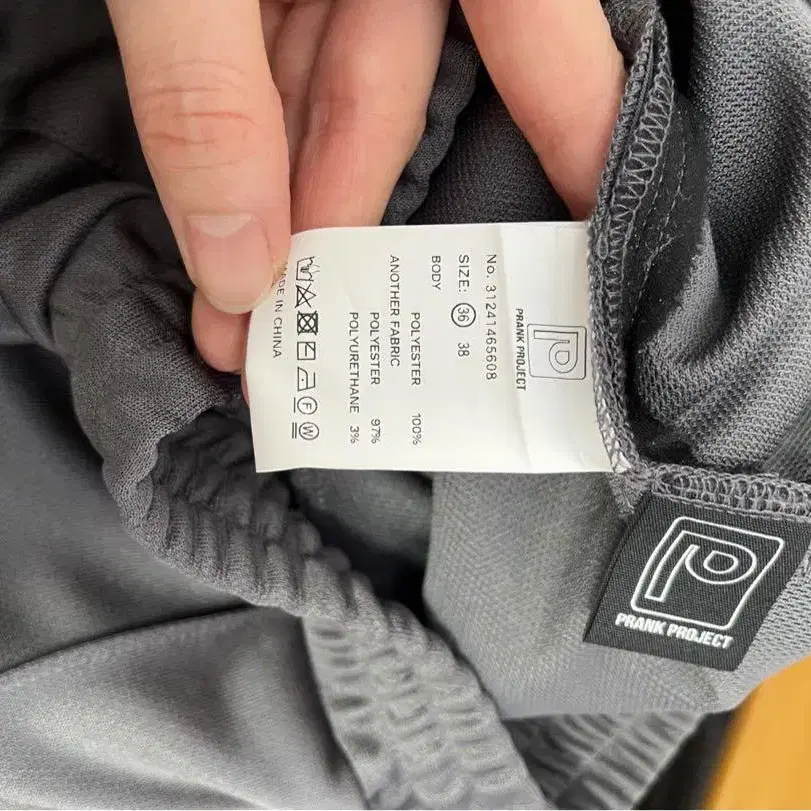 PRANK PROJECT
No. 31241465608
SIZE: 36 38
BODY
POLYESTER 100%
ANOTHER FABRIC
POLYESTER 97%
POLYURETHANE 3%
F W
MADE IN CHINA
PRANK PROJECT